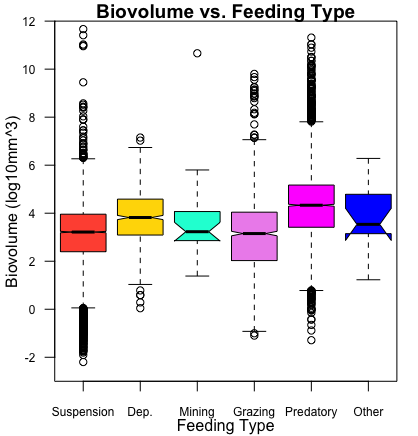 Biovolume vs. Feeding Type
Biovolume (log10mm^3)
12
10
8
6
4
2
0
-2
Suspension Dep. Mining Grazing Predatory Other
Feeding Type